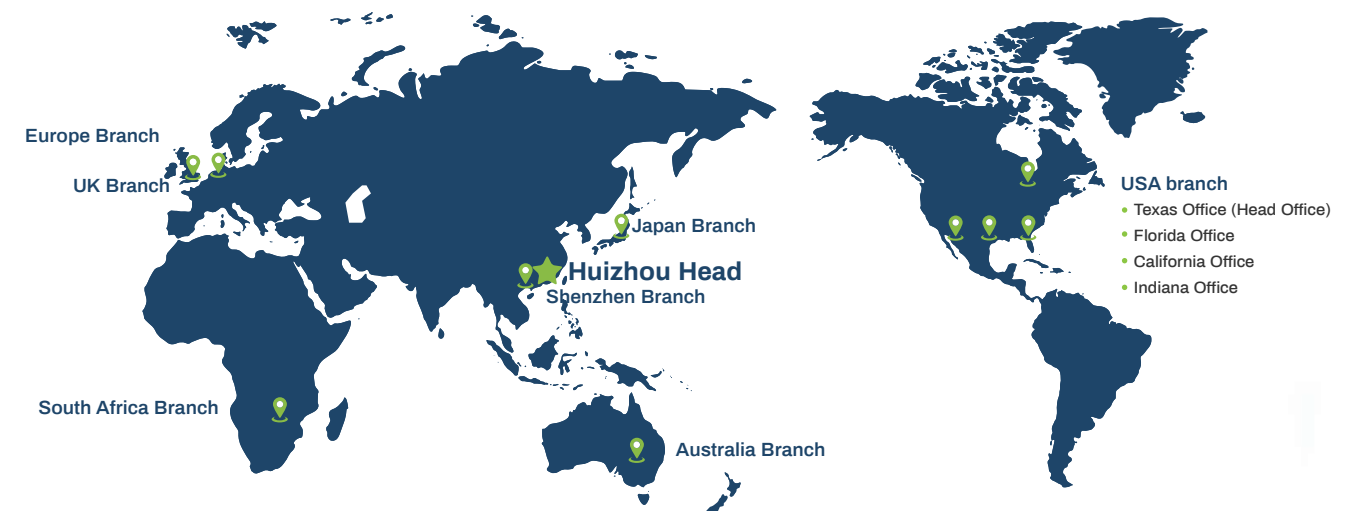 Europe Branch
UK Branch
Japan Branch
Huizhou Head
Shenzhen Branch
South Africa Branch
Australia Branch
USA branch
Texas Office (Head Office)
Florida Office
California Office
Indiana Office